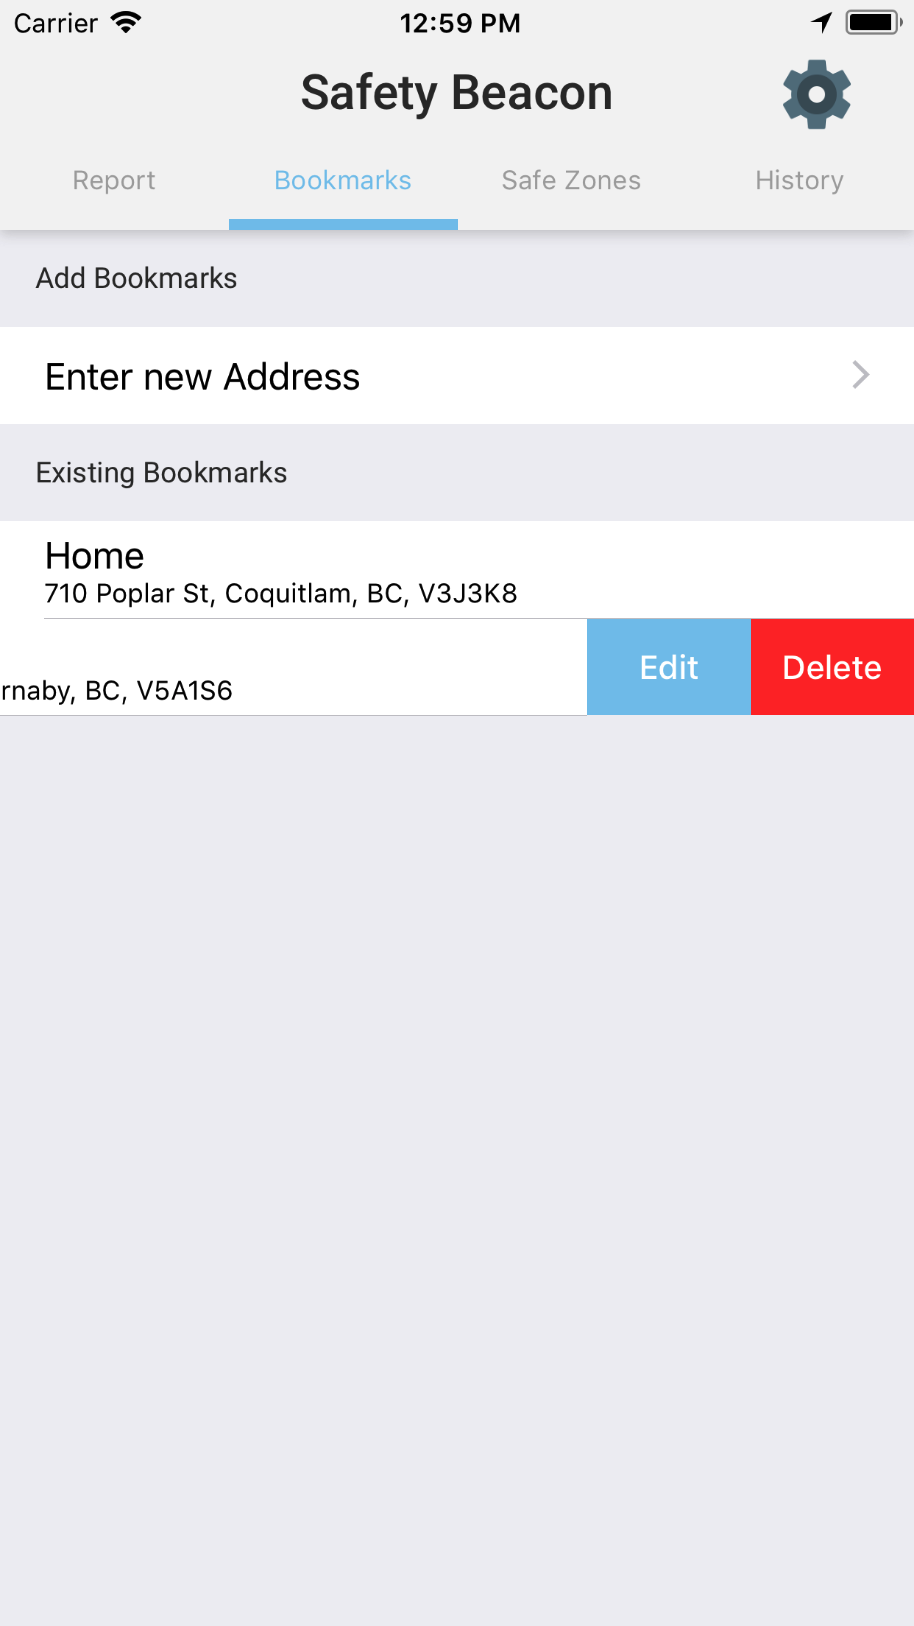 Carrier 12:59 PM
Safety Beacon
Report Bookmarks Safe Zones History
Add Bookmarks
Enter new Address
Existing Bookmarks
Home
710 Poplar St, Coquitlam, BC, V3J3K8
Edit Delete
rnaby, BC, V5A1S6